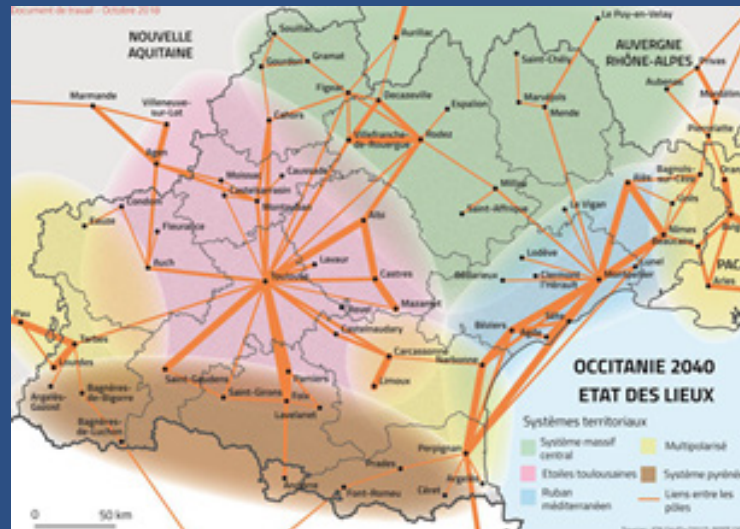 Document de travail - Octobre 2018
NOUVELLE
AQUITAINE
AUVERGNE
RHÔNE-ALPES
Souillac
Aurillac
Le Puy-en-Velay
Gourdon
Gramat
Saint-Chély
Privas
Aubenas
Montélimar
Marmande
Villeneuve-
sur-Lot
Figeac
Decazeville
Espalion
Marvejols
Mende
Cahors
Pierrelatte
Agen
Villefranche-
de-Rouergue
Rodez
Moissac
Caussade
Castelsarrasin
Montauban
Millau
Saint-Affrique
Alès
Bagnols-
sur-Cèze
Condom
Eauze
Fleurance
Albi
Le Vigan
Uzès
Nîmes
Beaucaire
Auch
Lavaur
Toulouse
Lodève
Bédarieux
Clermont
l'Hérault
Montpellier
Lunel
PACA
Arles
Castres
Mazamet
Revel
Pau
Tarbes
Castelnaudary
Béziers
Agde
Sète
Carcassonne
Narbonne
Lourdes
Saint-Gaudens
Saint-Girons
Pamiers
Foix
Limoux
Argelès-
Gazost
Bagnères-
de-Bigorre
Lavelanet
Bagnères-
de-Luchon
Perpignan
Prades
Font-Romeu
Céret
OCCITANIE 2040
ETAT DES LIEUX
Systèmes territoriaux
Système massif
central
Multipolarisé
Etoiles toulousaines
Système pyrén
Ruban
méditerranéen
Liens entre les
pôles
0 50 km